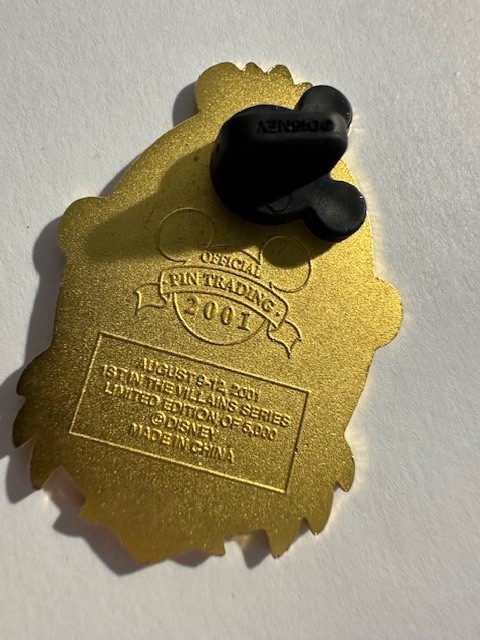 ©DISNEY
OFFICIAL
PIN TRADING
2001
AUGUST 9-12, 2001
1ST IN THE VILLAINS SERIES
LIMITED EDITION OF 5,000
© DISNEY
MADE IN CHINA